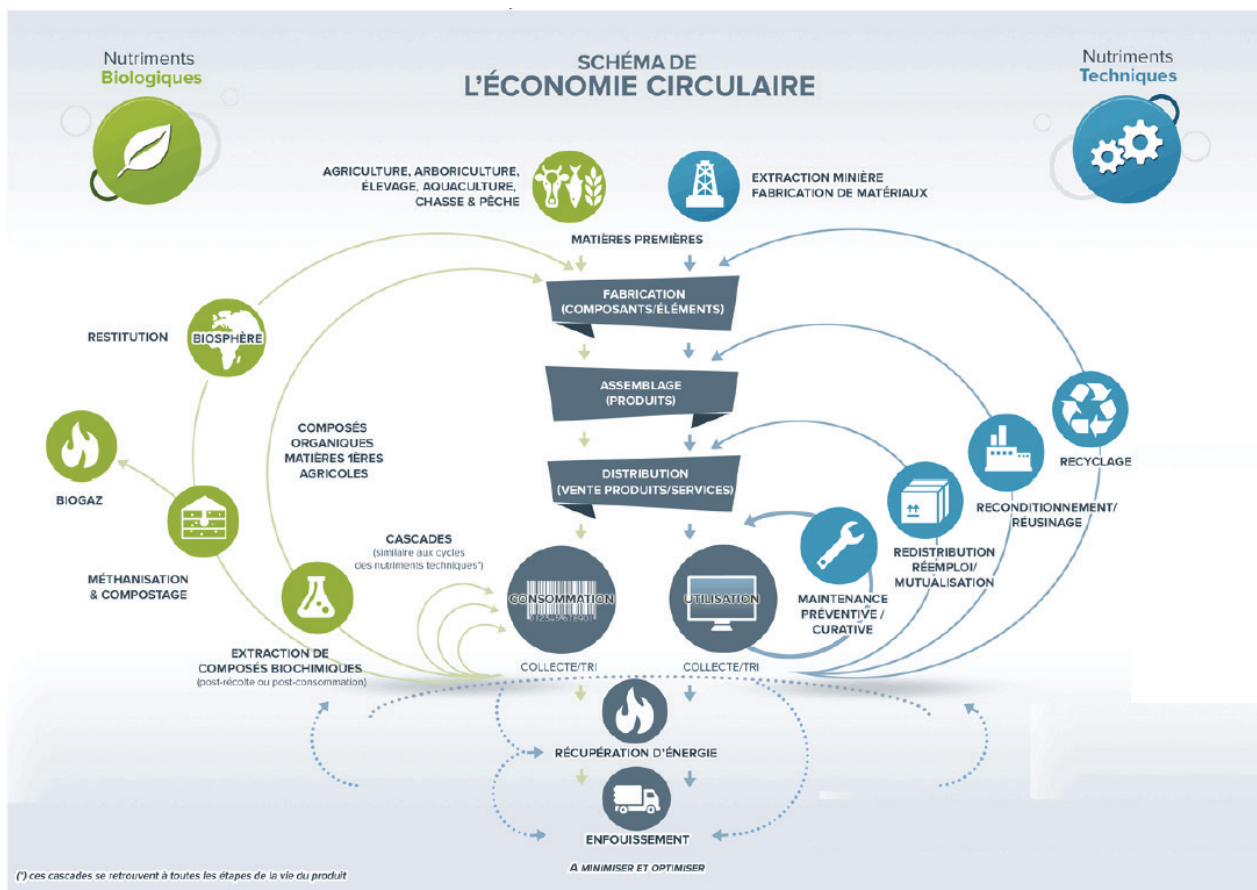 Nutriments
Biologiques
SCHÉMA DE
L'ÉCONOMIE CIRCULAIRE
Nutriments
Techniques
AGRICULTURE, ARBORICULTURE,
ÉLEVAGE, AQUACULTURE,
CHASSE & PÊCHE
EXTRACTION MINIÈRE
FABRICATION DE MATÉRIAUX
MATIÈRES PREMIÈRES
FABRICATION
(COMPOSANTS/ÉLÉMENTS)
RESTITUTION
BIOSPHÈRE
ASSEMBLAGE
(PRODUITS)
COMPOSÉS
ORGANIQUES
MATIÈRES 1ÈRES
AGRICOLES
RECYCLAGE
BIOGAZ
DISTRIBUTION
(VENTE PRODUITS/SERVICES)
RECONDITIONNEMENT/
RÉUSINAGE
CASCADES
(similaire aux cycles
des nutriments techniques*)
REDISTRIBUTION
RÉEMPLOI/
MUTUALISATION
MÉTHANISATION
& COMPOSTAGE
CONSOMMATION
UTILISATION
MAINTENANCE
PRÉVENTIVE /
CURATIVE
EXTRACTION DE
COMPOSÉS BIOCHIMIQUES
(post-récolte ou post-consommation)
COLLECTE/TRI
COLLECTE/TRI
RÉCUPÉRATION D'ÉNERGIE
ENFOUISSEMENT
A MINIMISER ET OPTIMISER
(*) ces cascades se retrouvent à toutes les étapes de la vie du produit